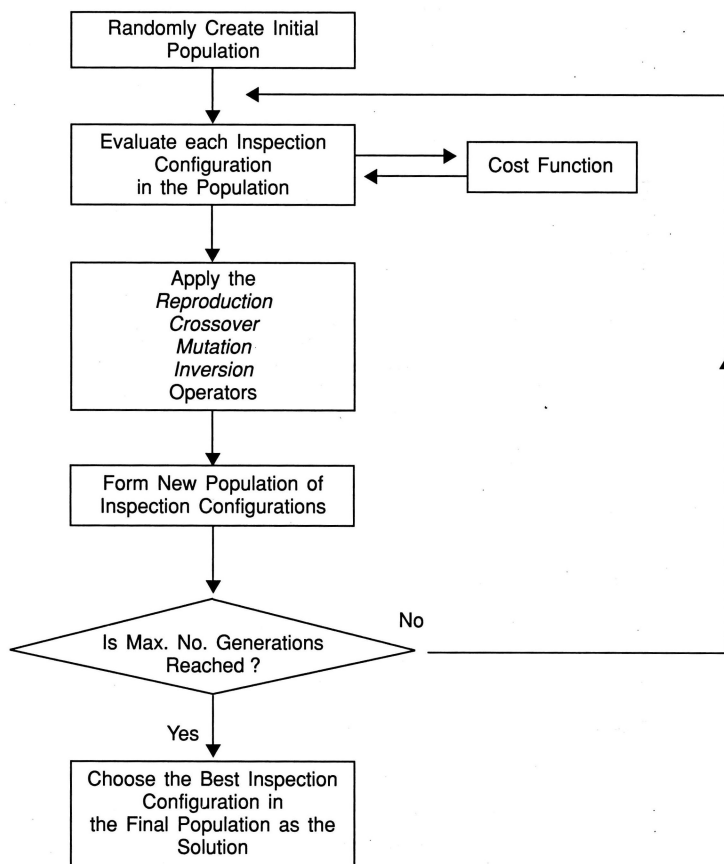 Randomly Create Initial
Population
Evaluate each Inspection
Configuration
in the Population
Cost Function
Apply the
Reproduction
Crossover
Mutation
Inversion
Operators
Form New Population of
Inspection Configurations
Is Max. No. Generations
Reached ?
No
Yes
Choose the Best Inspection
Configuration in
the Final Population as the
Solution